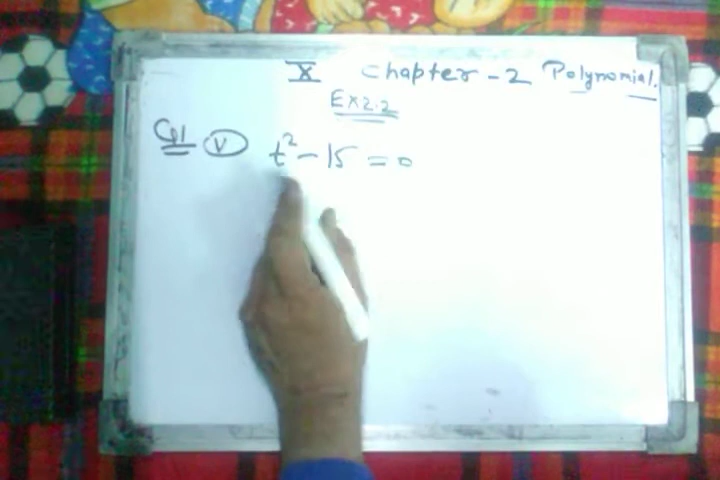 X Chapter - 2 Polynomial.
Ex 2.2
Q1 (v) t² - 15 = 0